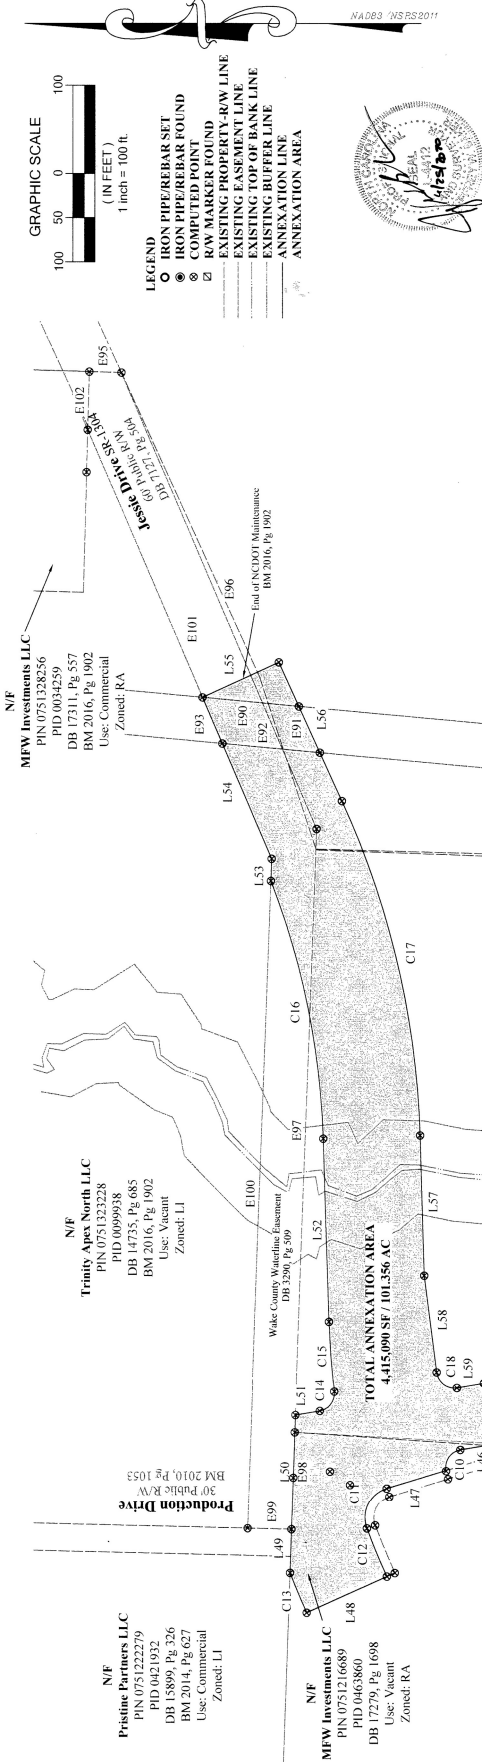 NAD83 'NSRS2011'
GRAPHIC SCALE
100 50 0 100
( IN FEET )
1 inch = 100 ft.
LEGEND
IRON PIPE/REBAR SET
IRON PIPE/REBAR FOUND
COMPUTED POINT
R/W MARKER FOUND
EXISTING PROPERTY-R/W LINE
EXISTING EASEMENT LINE
EXISTING TOP OF BANK LINE
EXISTING BUFFER LINE
ANNEXATION LINE
ANNEXATION AREA
NORTH CAROLINA
SEAL
N/F
MFW Investments LLC
PIN 0751328256
PID 0034259
DB 17311, Pg 557
BM 2016, Pg 1902
Use: Commercial
Zoned: RA
E102
E95
Jessie Drive SR-1304
60' Public R/W
DB 7127, Pg 504
E101
E96
End of NCDOT Maintenance
BM 2016, Pg 1902
L55
E93
E90
E92
E91
L56
L54
L53
C16
C17
N/F
Trinity Apex North LLC
PIN 0751323228
PID 0099938
DB 14735, Pg 685
BM 2016, Pg 1902
Use: Vacant
Zoned: LI
E100
E97
Wake County Waterline Easement
DB 3290, Pg 509
L52
L57
TOTAL ANNEXATION AREA
4,415,090 SF / 101.356 AC
L58
C15
C14
L51
C18
L59
Production Drive
30' Public R/W
BM 2010, Pg 1053
E99
L50
E98
L49
C11
C10
L46
L47
C12
C13
L48
N/F
Pristine Partners LLC
PIN 0751222279
PID 0421932
DB 15899, Pg 326
BM 2014, Pg 627
Use: Commercial
Zoned: LI
N/F
MFW Investments LLC
PIN 0751216689
PID 0463860
DB 17279, Pg 1698
Use: Vacant
Zoned: RA